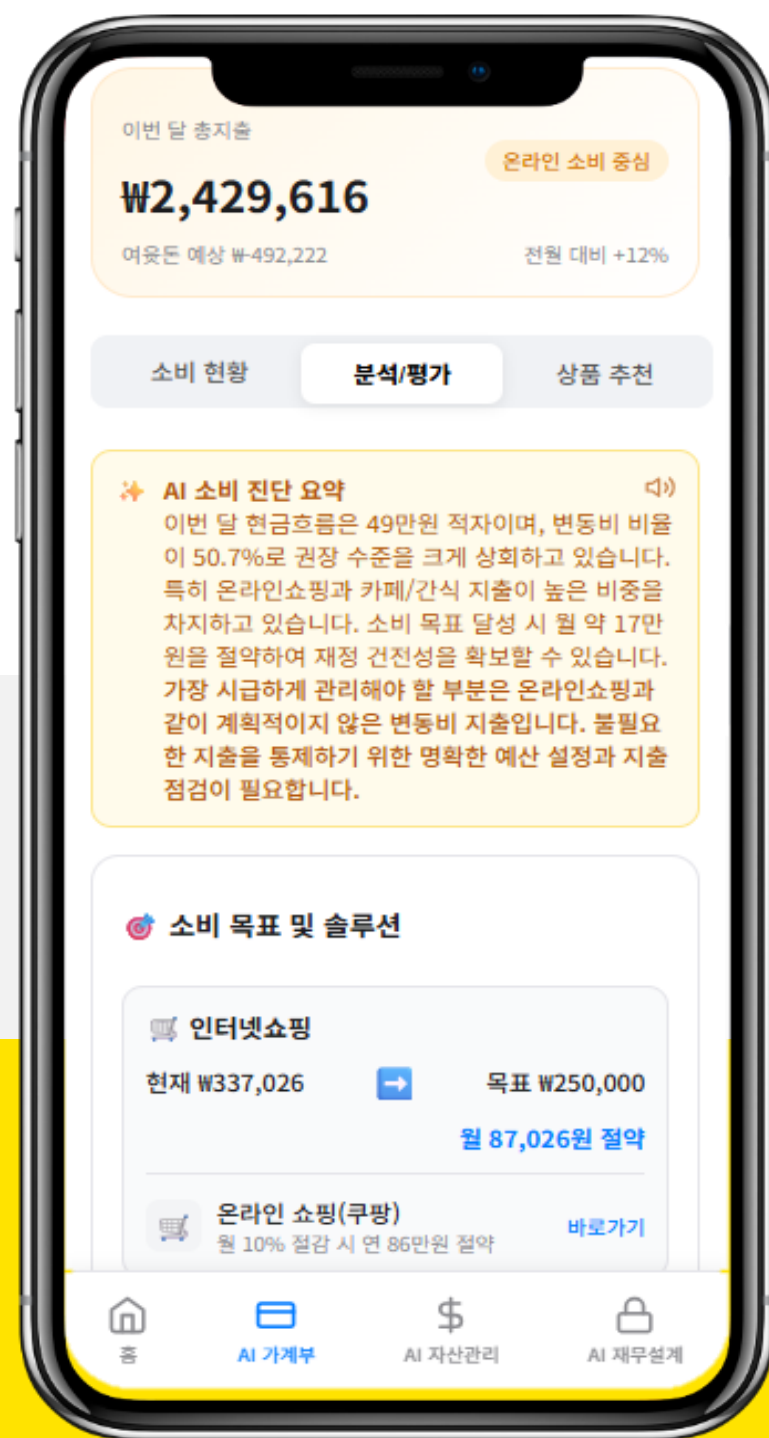 이번 달 총지출
온라인 소비 중심
₩2,429,616
여윳돈 예상 ₩-492,222
전월 대비 +12%
소비 현황
분석/평가
상품 추천
AI 소비 진단 요약
이번 달 현금흐름은 49만원 적자이며, 변동비 비율
이 50.7%로 권장 수준을 크게 상회하고 있습니다.
특히 온라인쇼핑과 카페/간식 지출이 높은 비중을
차지하고 있습니다. 소비 목표 달성 시 월 약 17만
원을 절약하여 재정 건전성을 확보할 수 있습니다.
가장 시급하게 관리해야 할 부분은 온라인쇼핑과
같이 계획적이지 않은 변동비 지출입니다. 불필요
한 지출을 통제하기 위한 명확한 예산 설정과 지출
점검이 필요합니다.
소비 목표 및 솔루션
인터넷쇼핑
현재 ₩337,026
목표 ₩250,000
월 87,026원 절약
온라인 쇼핑(쿠팡)
월 10% 절감 시 연 86만원 절약
바로가기
홈
AI 가계부
AI 자산관리
AI 재무설계